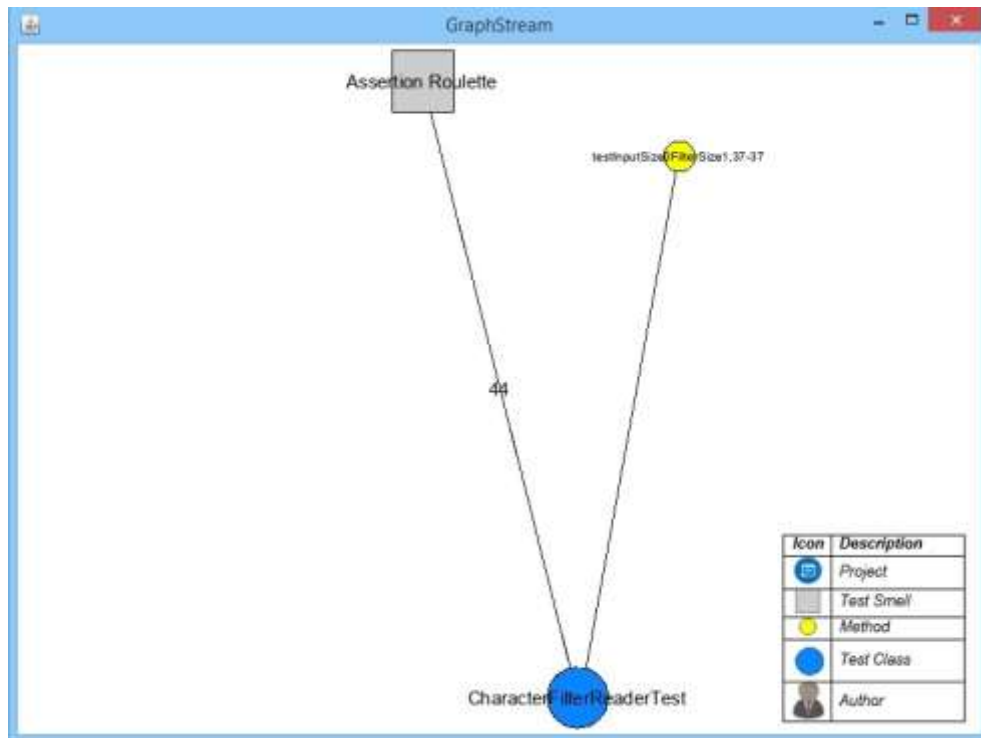 GraphStream
Assertion Roulette
testInputSize0FilterSize1,37-37
44
CharacterFilterReaderTest
Icon Description
Project
Test Smell
Method
Test Class
Author